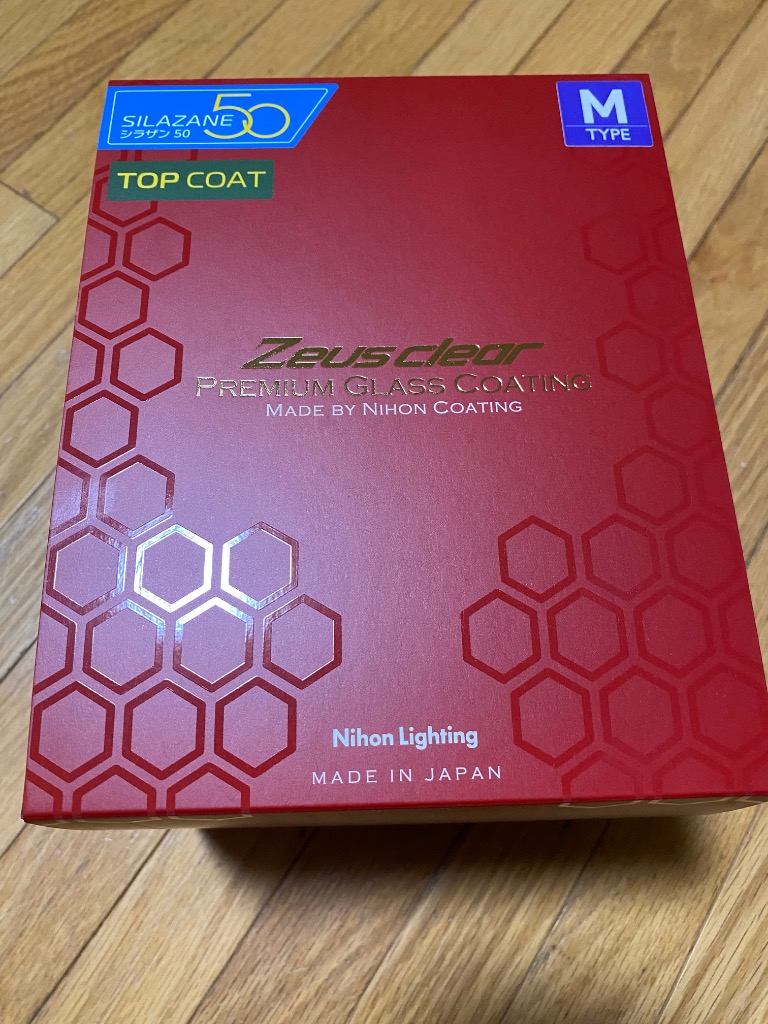 SILAZANE 50
シラザン 50
M
TYPE
TOP COAT
Zeus clear
PREMIUM GLASS COATING
MADE BY NIHON COATING
Nihon Lighting
MADE IN JAPAN